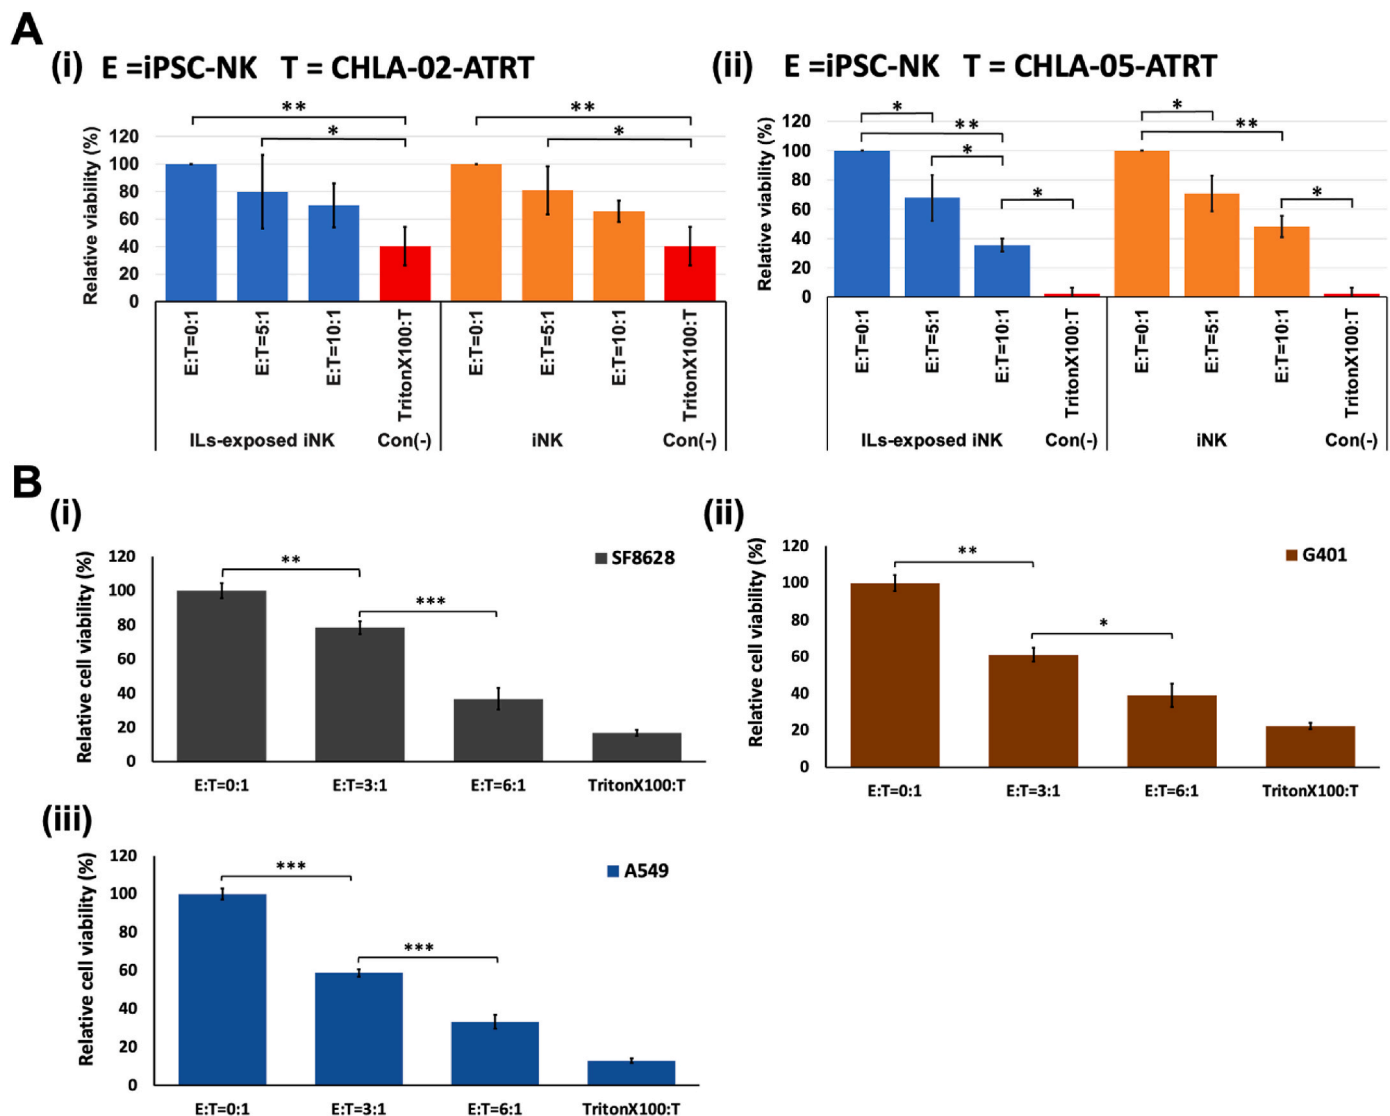 A
(i) E =iPSC-NK T = CHLA-02-ATRT
Relative viability (%)
120
100
80
60
40
20
0
** * ** *
E:T=0:1 E:T=5:1 E:T=10:1 TritonX100:T E:T=0:1 E:T=5:1 E:T=10:1 TritonX100:T
ILs-exposed iNK Con(-) iNK Con(-)
(ii) E =iPSC-NK T = CHLA-05-ATRT
Relative viability (%)
120
100
80
60
40
20
0
* ** * * * ** *
E:T=0:1 E:T=5:1 E:T=10:1 TritonX100:T E:T=0:1 E:T=5:1 E:T=10:1 TritonX100:T
ILs-exposed iNK Con(-) iNK Con(-)
B
(i)
Relative cell viability (%)
120
100
80
60
40
20
0
** ***
SF8628
E:T=0:1 E:T=3:1 E:T=6:1 TritonX100:T
(ii)
Relative cell viability (%)
120
100
80
60
40
20
0
** *
G401
E:T=0:1 E:T=3:1 E:T=6:1 TritonX100:T
(iii)
Relative cell viability (%)
120
100
80
60
40
20
0
*** ***
A549
E:T=0:1 E:T=3:1 E:T=6:1 TritonX100:T